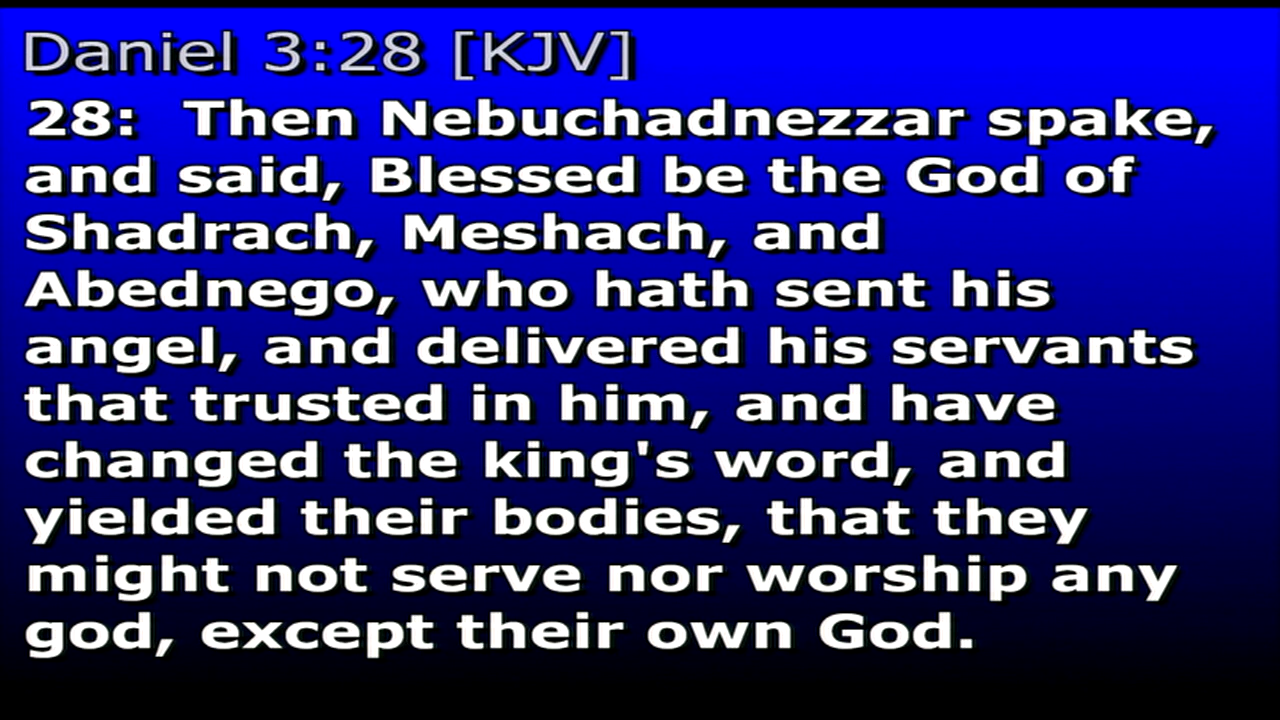 Daniel 3:28 [KJV]
28:  Then Nebuchadnezzar spake,
and said, Blessed be the God of
Shadrach, Meshach, and
Abednego, who hath sent his
angel, and delivered his servants
that trusted in him, and have
changed the king's word, and
yielded their bodies, that they
might not serve nor worship any
god, except their own God.